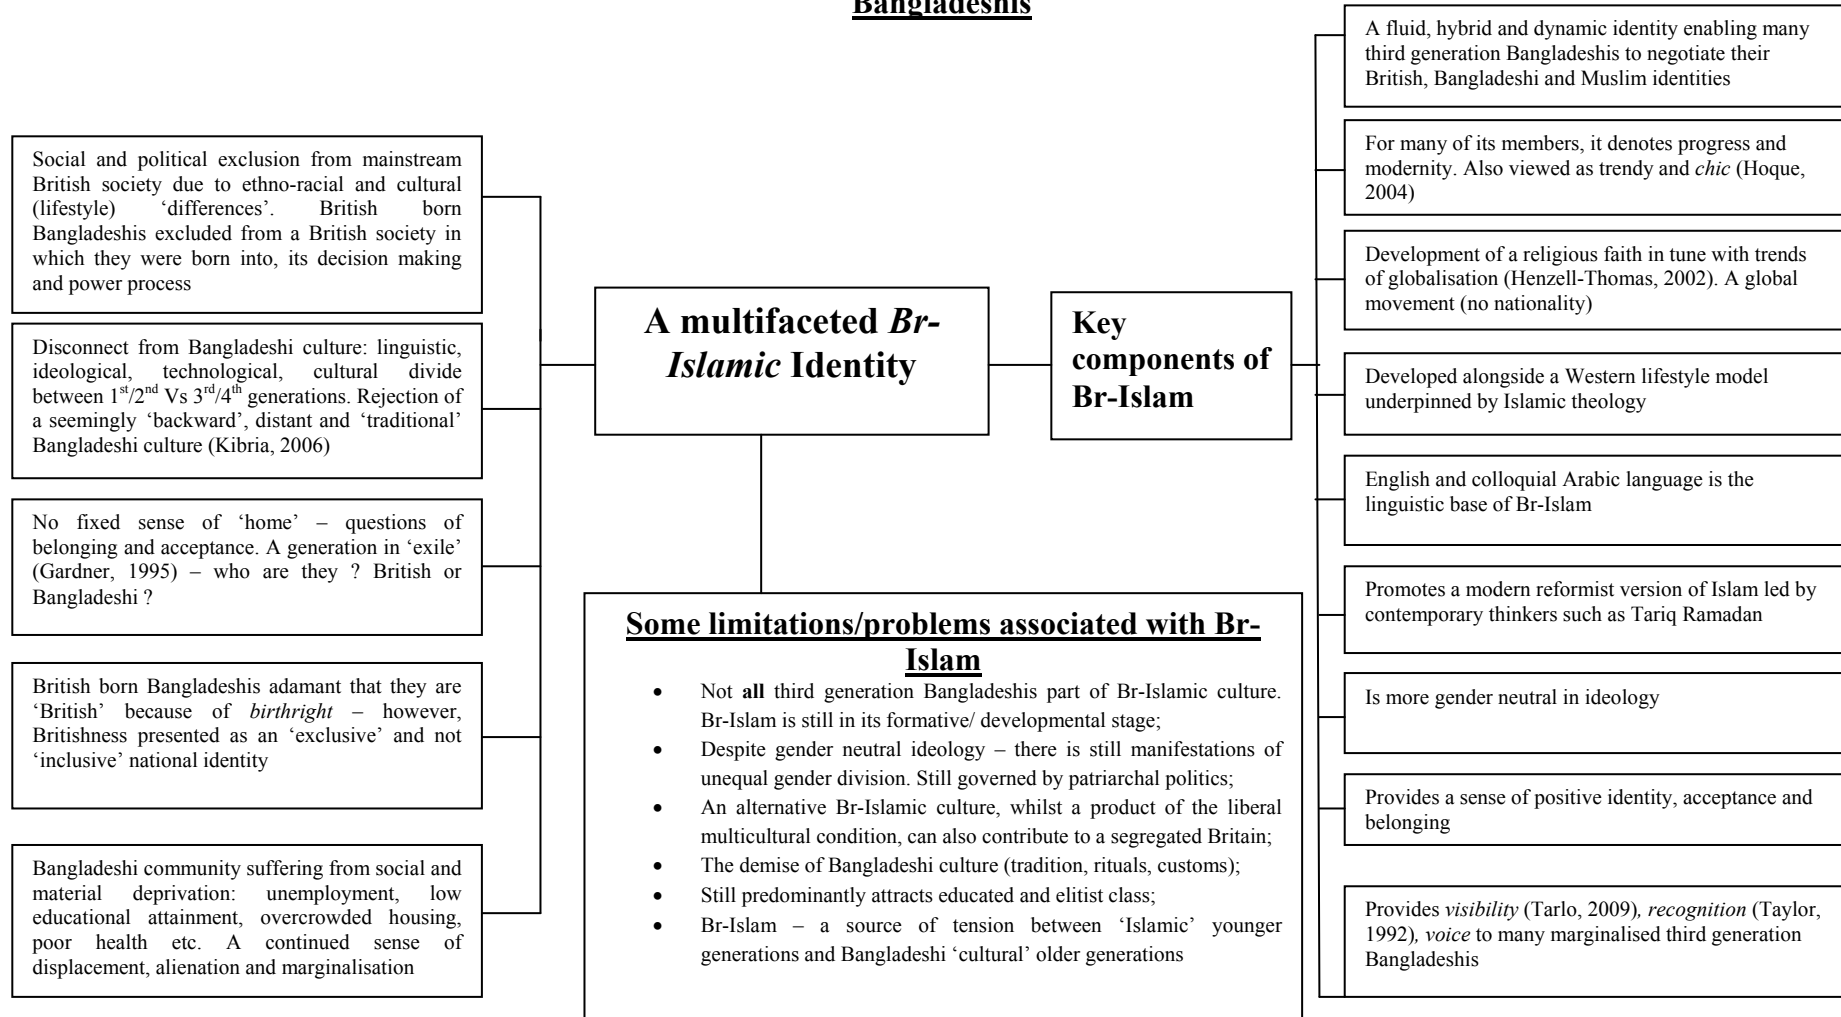 Bangladeshis
Social and political exclusion from mainstream
British society due to ethno-racial and cultural
(lifestyle) ‘differences’. British born
Bangladeshis excluded from a British society in
which they were born into, its decision making
and power process
Disconnect from Bangladeshi culture: linguistic,
ideological, technological, cultural divide
between 1st/2nd Vs 3rd/4th generations. Rejection of
a seemingly ‘backward’, distant and ‘traditional’
Bangladeshi culture (Kibria, 2006)
No fixed sense of ‘home’ – questions of
belonging and acceptance. A generation in ‘exile’
(Gardner, 1995) – who are they ? British or
Bangladeshi ?
British born Bangladeshis adamant that they are
‘British’ because of birthright – however,
Britishness presented as an ‘exclusive’ and not
‘inclusive’ national identity
Bangladeshi community suffering from social and
material deprivation: unemployment, low
educational attainment, overcrowded housing,
poor health etc. A continued sense of
displacement, alienation and marginalisation
A multifaceted Br-
Islamic Identity
Some limitations/problems associated with Br-
Islam
• Not all third generation Bangladeshis part of Br-Islamic culture.
Br-Islam is still in its formative/ developmental stage;
• Despite gender neutral ideology – there is still manifestations of
unequal gender division. Still governed by patriarchal politics;
• An alternative Br-Islamic culture, whilst a product of the liberal
multicultural condition, can also contribute to a segregated Britain;
• The demise of Bangladeshi culture (tradition, rituals, customs);
• Still predominantly attracts educated and elitist class;
• Br-Islam – a source of tension between ‘Islamic’ younger
generations and Bangladeshi ‘cultural’ older generations
Key
components of
Br-Islam
A fluid, hybrid and dynamic identity enabling many
third generation Bangladeshis to negotiate their
British, Bangladeshi and Muslim identities
For many of its members, it denotes progress and
modernity. Also viewed as trendy and chic (Hoque,
2004)
Development of a religious faith in tune with trends
of globalisation (Henzell-Thomas, 2002). A global
movement (no nationality)
Developed alongside a Western lifestyle model
underpinned by Islamic theology
English and colloquial Arabic language is the
linguistic base of Br-Islam
Promotes a modern reformist version of Islam led by
contemporary thinkers such as Tariq Ramadan
Is more gender neutral in ideology
Provides a sense of positive identity, acceptance and
belonging
Provides visibility (Tarlo, 2009), recognition (Taylor,
1992), voice to many marginalised third generation
Bangladeshis